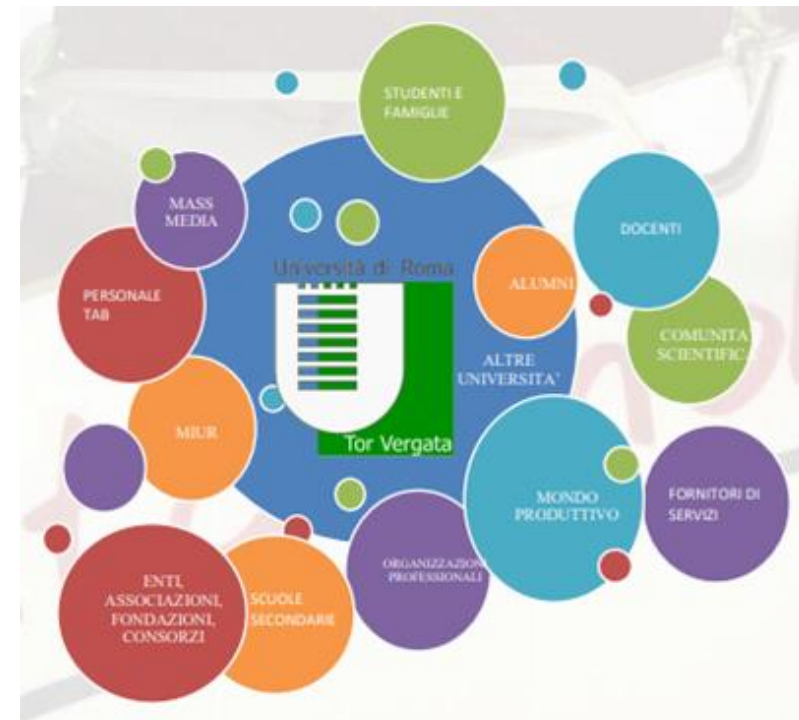 STUDENTI E
FAMIGLIE
MASS
MEDIA
DOCENTI
Università di Roma
ALUMNI
PERSONALE
TAB
COMUNITA
SCIENTIFICA
ALTRE
UNIVERSITA'
MIUR
Tor Vergata
MONDO
PRODUTTIVO
FORNITORI DI
SERVIZI
ORGANIZZAZIONI
PROFESSIONALI
ENTI,
ASSOCIAZIONI,
FONDAZIONI,
CONSORZI
SCUOLE
SECONDARIE